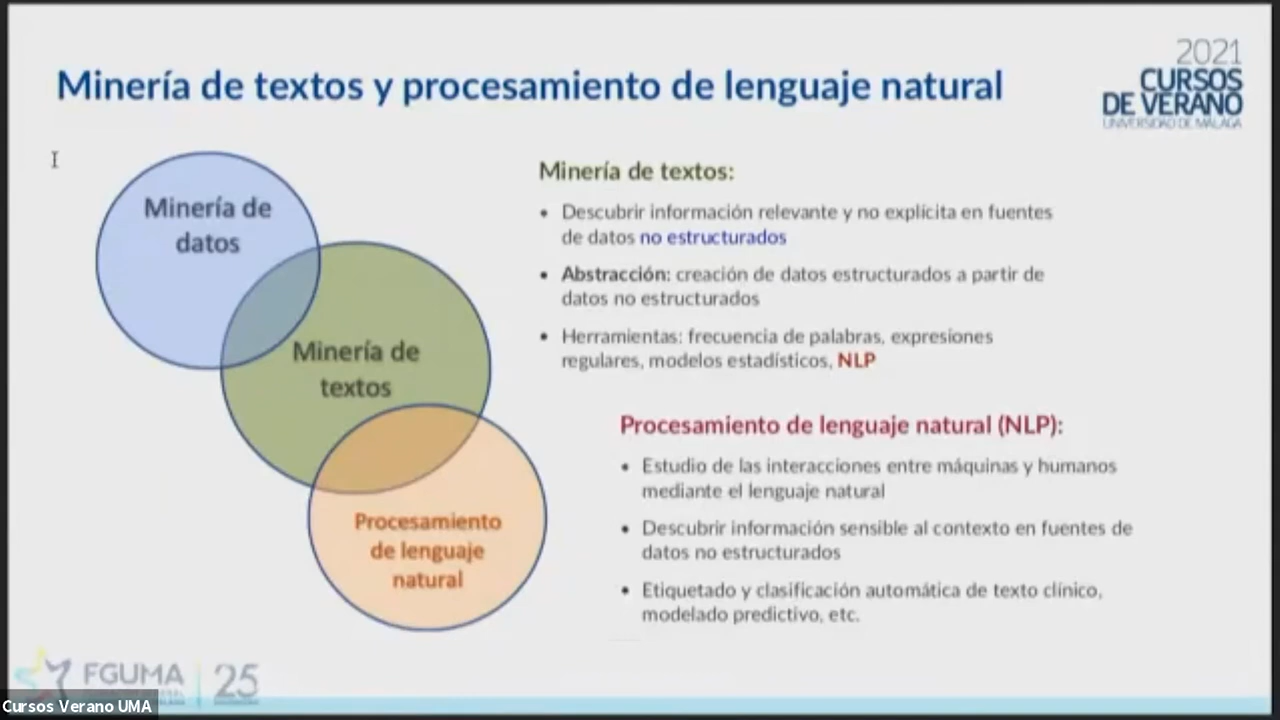 Minería de textos y procesamiento de lenguaje natural
2021
CURSOS
DE VERANO
UNIVERSIDAD DE MÁLAGA
Minería de
datos
Minería de
textos
Procesamiento
de lenguaje
natural
Minería de textos:
• Descubrir información relevante y no explícita en fuentes
de datos no estructurados
• Abstracción: creación de datos estructurados a partir de
datos no estructurados
• Herramientas: frecuencia de palabras, expresiones
regulares, modelos estadísticos, NLP
Procesamiento de lenguaje natural (NLP):
• Estudio de las interacciones entre máquinas y humanos
mediante el lenguaje natural
• Descubrir información sensible al contexto en fuentes de
datos no estructurados
• Etiquetado y clasificación automática de texto clínico,
modelado predictivo, etc.
FGUMA
25
Cursos Verano UMA